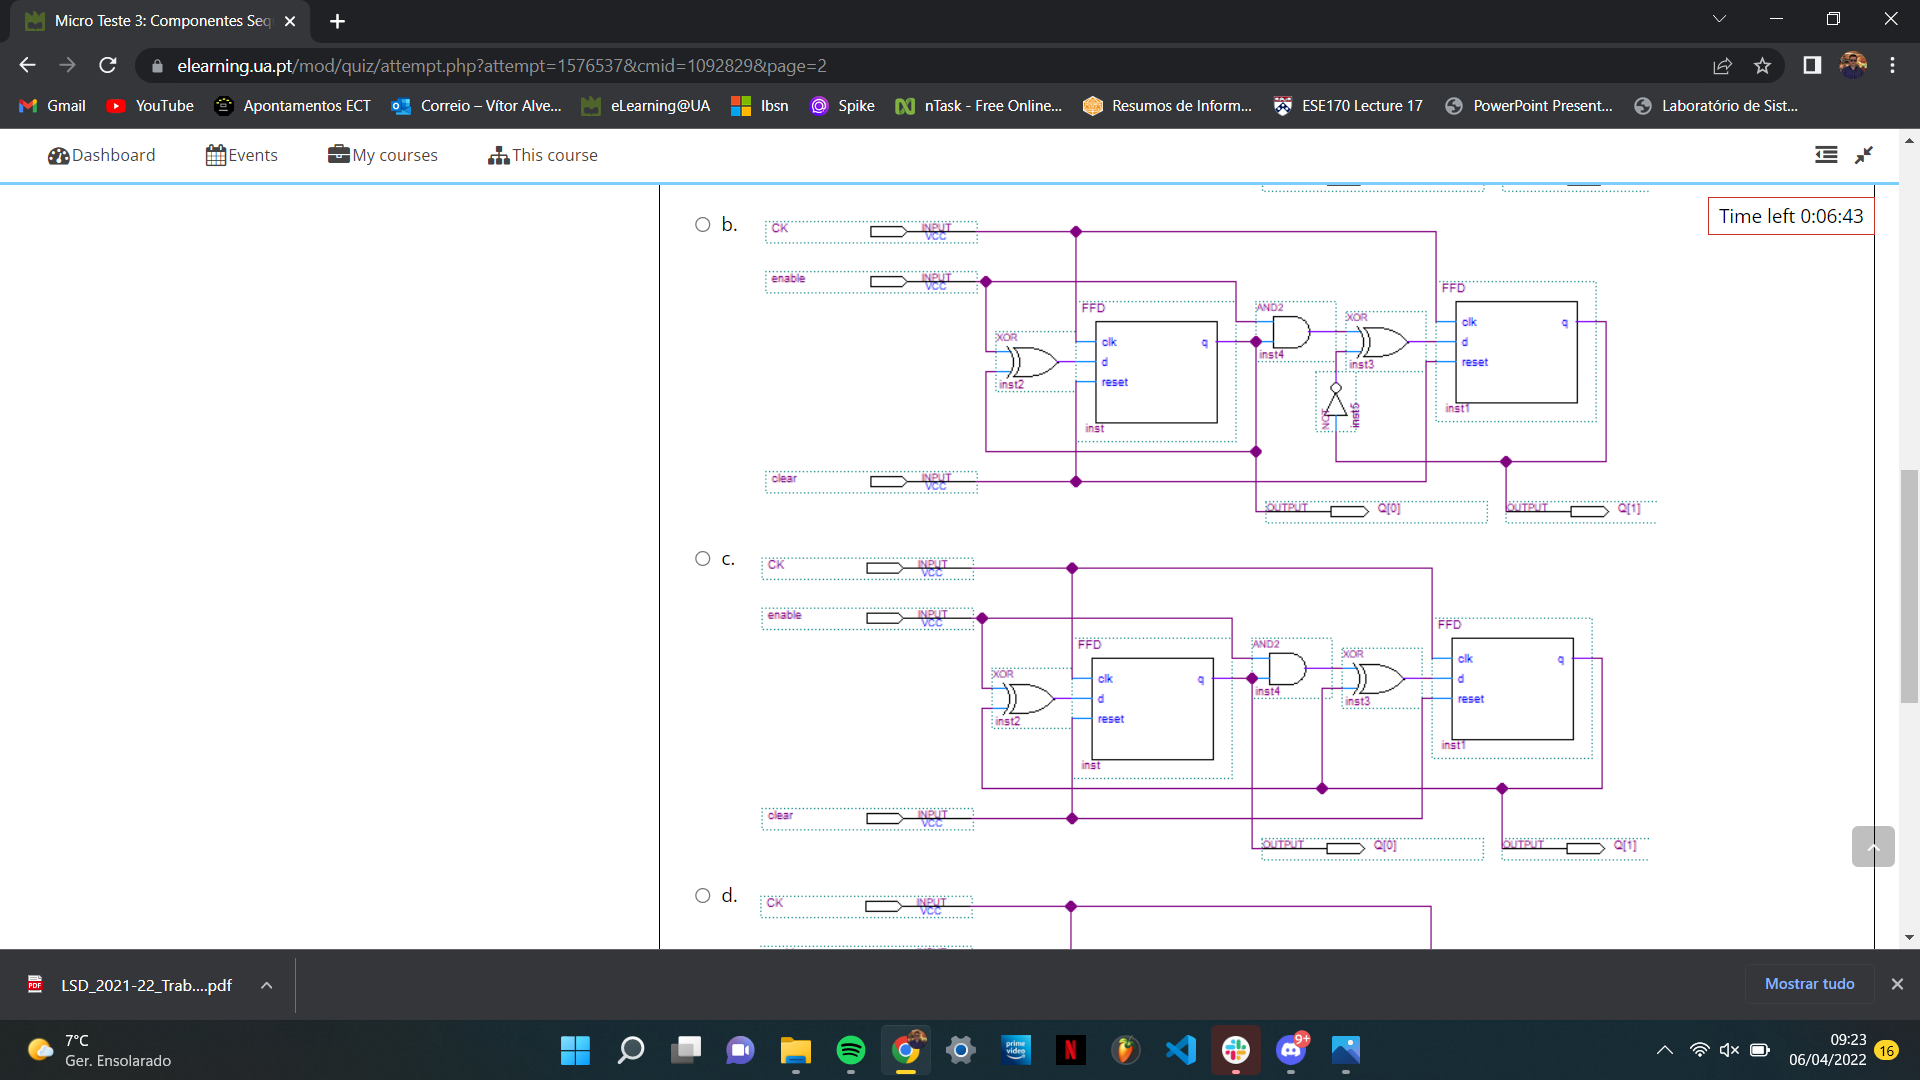 Micro Teste 3: Componentes Seq
elearning.ua.pt/mod/quiz/attempt.php?attempt=1576537&cmid=1092829&page=2
Gmail YouTube Apontamentos ECT Correio – Vítor Alve... eLearning@UA lbsn Spike nTask - Free Online... Resumos de Inform... ESE170 Lecture 17 PowerPoint Present... Laboratório de Sist...
Dashboard Events My courses This course
Time left 0:06:43
b.
CK INPUT VCC
enable INPUT VCC
FFD
clk
d
reset
q
inst
XOR
inst2
AND2
inst4
XOR
inst3
NOT
inst5
FFD
clk
d
reset
q
inst1
clear INPUT VCC
OUTPUT Q[0] OUTPUT Q[1]
c.
CK INPUT VCC
enable INPUT VCC
FFD
clk
d
reset
q
inst
XOR
inst2
AND2
inst4
XOR
inst3
FFD
clk
d
reset
q
inst1
clear INPUT VCC
OUTPUT Q[0] OUTPUT Q[1]
d.
CK INPUT VCC
PDF
LSD_2021-22_Trab....pdf
Mostrar tudo
7°C
Ger. Ensolarado
prime video
N
9+
09:23
06/04/2022
16